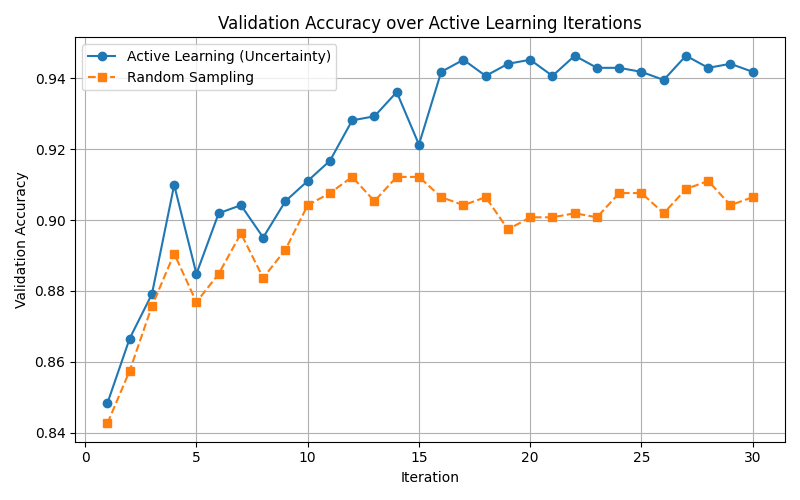 Validation Accuracy over Active Learning Iterations
Active Learning (Uncertainty)
Random Sampling
Validation Accuracy
0.94
0.92
0.90
0.88
0.86
0.84
0 5 10 15 20 25 30
Iteration